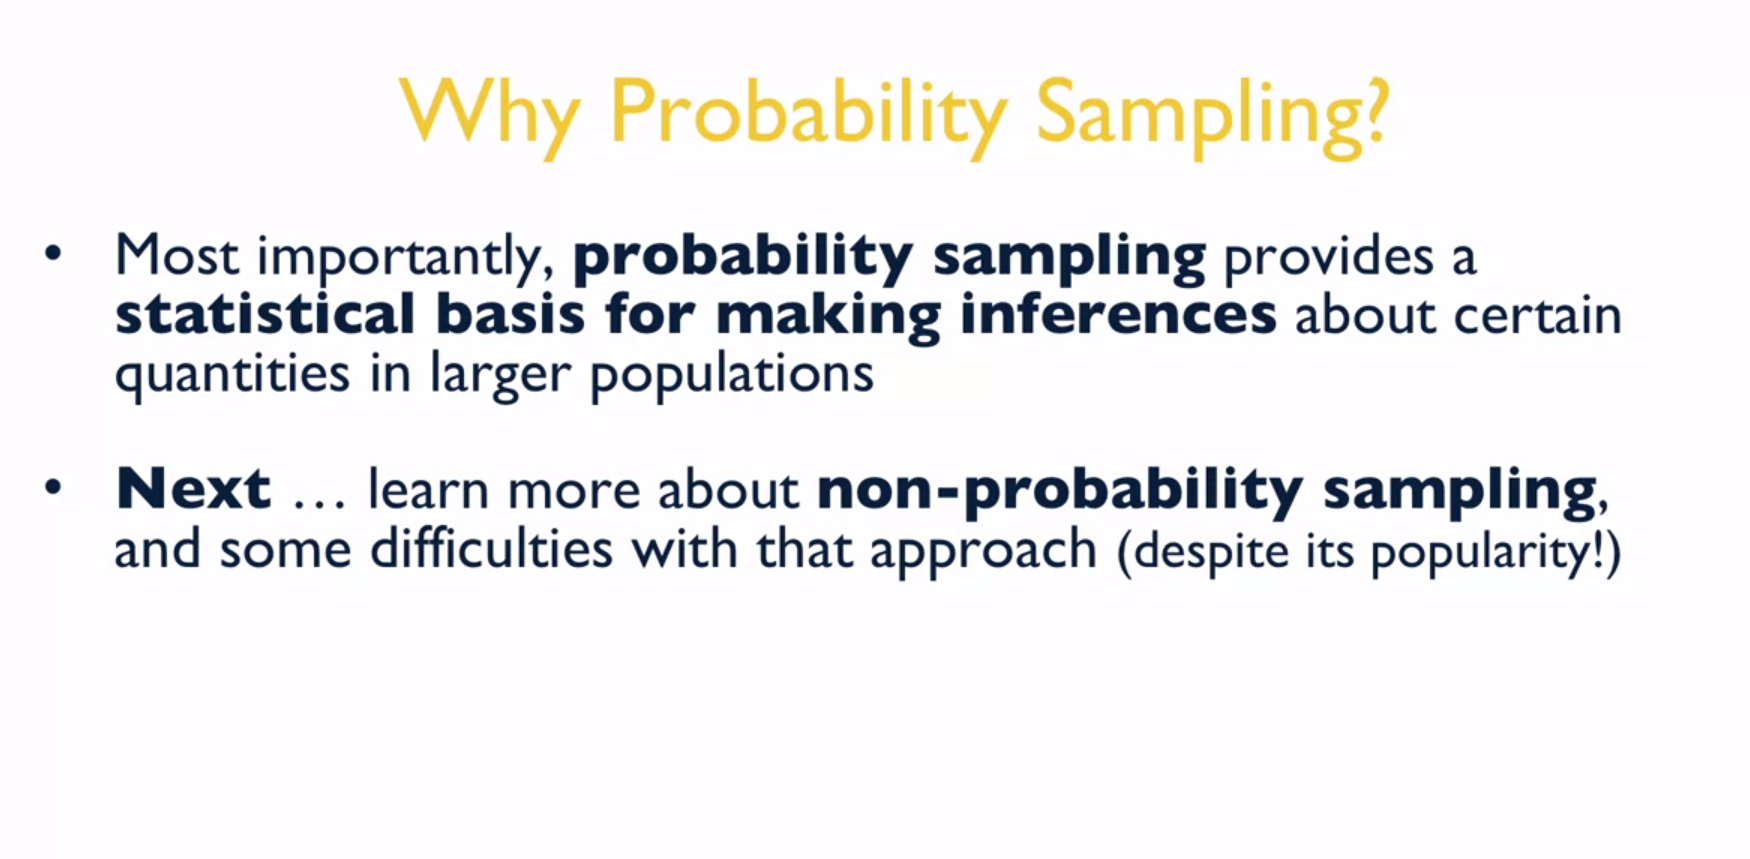 Why Probability Sampling?
• Most importantly, probability sampling provides a
statistical basis for making inferences about certain
quantities in larger populations
• Next … learn more about non-probability sampling,
and some difficulties with that approach (despite its popularity!)